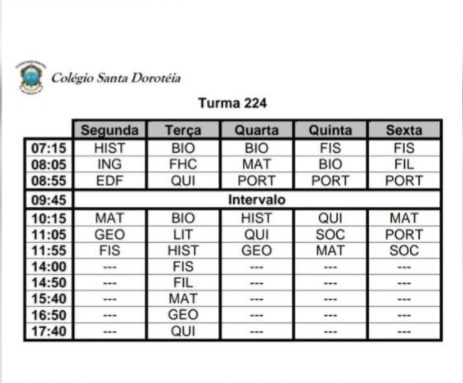 Colégio Santa Dorotéia
Turma 224
Segunda Terça Quarta Quinta Sexta
07:15 HIST BIO BIO FIS FIS
08:05 ING FHC MAT BIO FIL
08:55 EDF QUI PORT PORT PORT
09:45 Intervalo
10:15 MAT BIO HIST QUI MAT
11:05 GEO LIT QUI SOC PORT
11:55 FIS HIST GEO MAT SOC
14:00 --- FIS --- --- ---
14:50 --- FIL --- --- ---
15:40 --- MAT --- --- ---
16:50 --- GEO --- --- ---
17:40 --- QUI --- --- ---